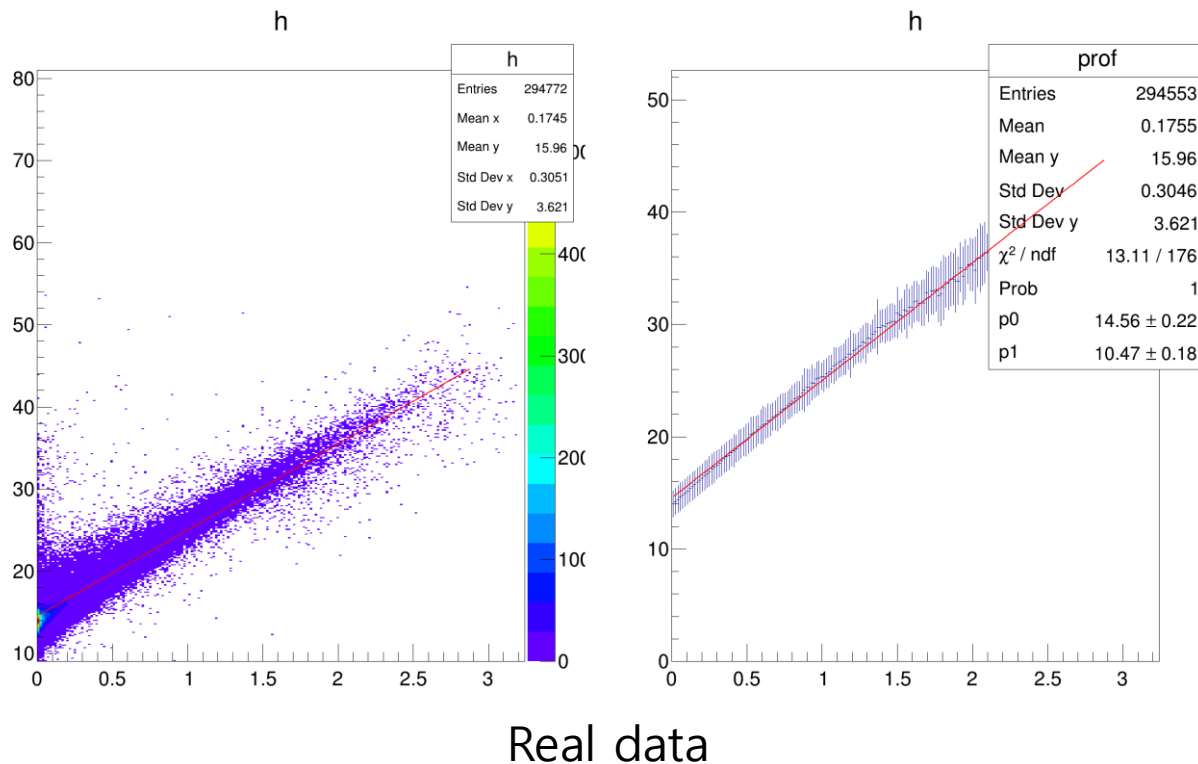 h
h
Entries 294772
Mean x 0.1745
Mean y 15.96
Std Dev x 0.3051
Std Dev y 3.621
80
70
60
50
40
30
20
10
0
0.5
1
1.5
2
2.5
3
400
300
200
100
0
h
prof
Entries 294553
Mean 0.1755
Mean y 15.96
Std Dev 0.3046
Std Dev y 3.621
χ² / ndf 13.11 / 176
Prob 1
p0 14.56 ± 0.22
p1 10.47 ± 0.18
50
40
30
20
10
0
0
0.5
1
1.5
2
2.5
3
Real data